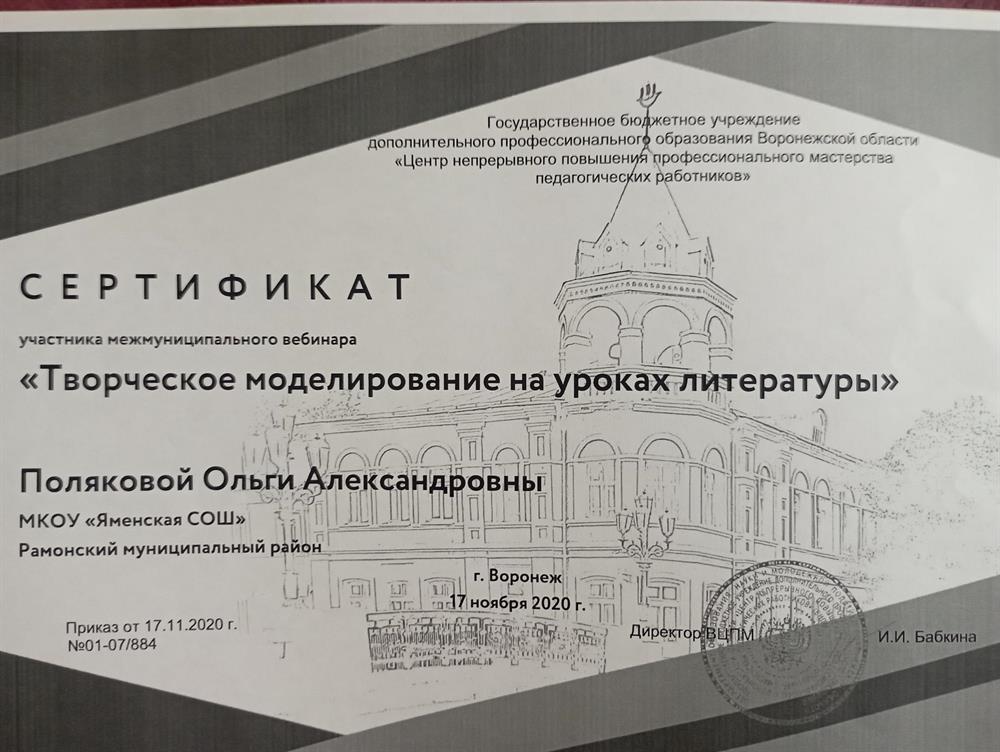 Государственное бюджетное учреждение
дополнительного профессионального образования Воронежской области
«Центр непрерывного повышения профессионального мастерства
педагогических работников»
СЕРТИФИКАТ
участника межмуниципального вебинара
«Творческое моделирование на уроках литературы»
Поляковой Ольги Александровны
МКОУ «Яменская СОШ»
Рамонский муниципальный район
г. Воронеж
17 ноября 2020 г.
Приказ от 17.11.2020 г.
№01-07/884
Директор ВЦПМ
И.И. Бабкина